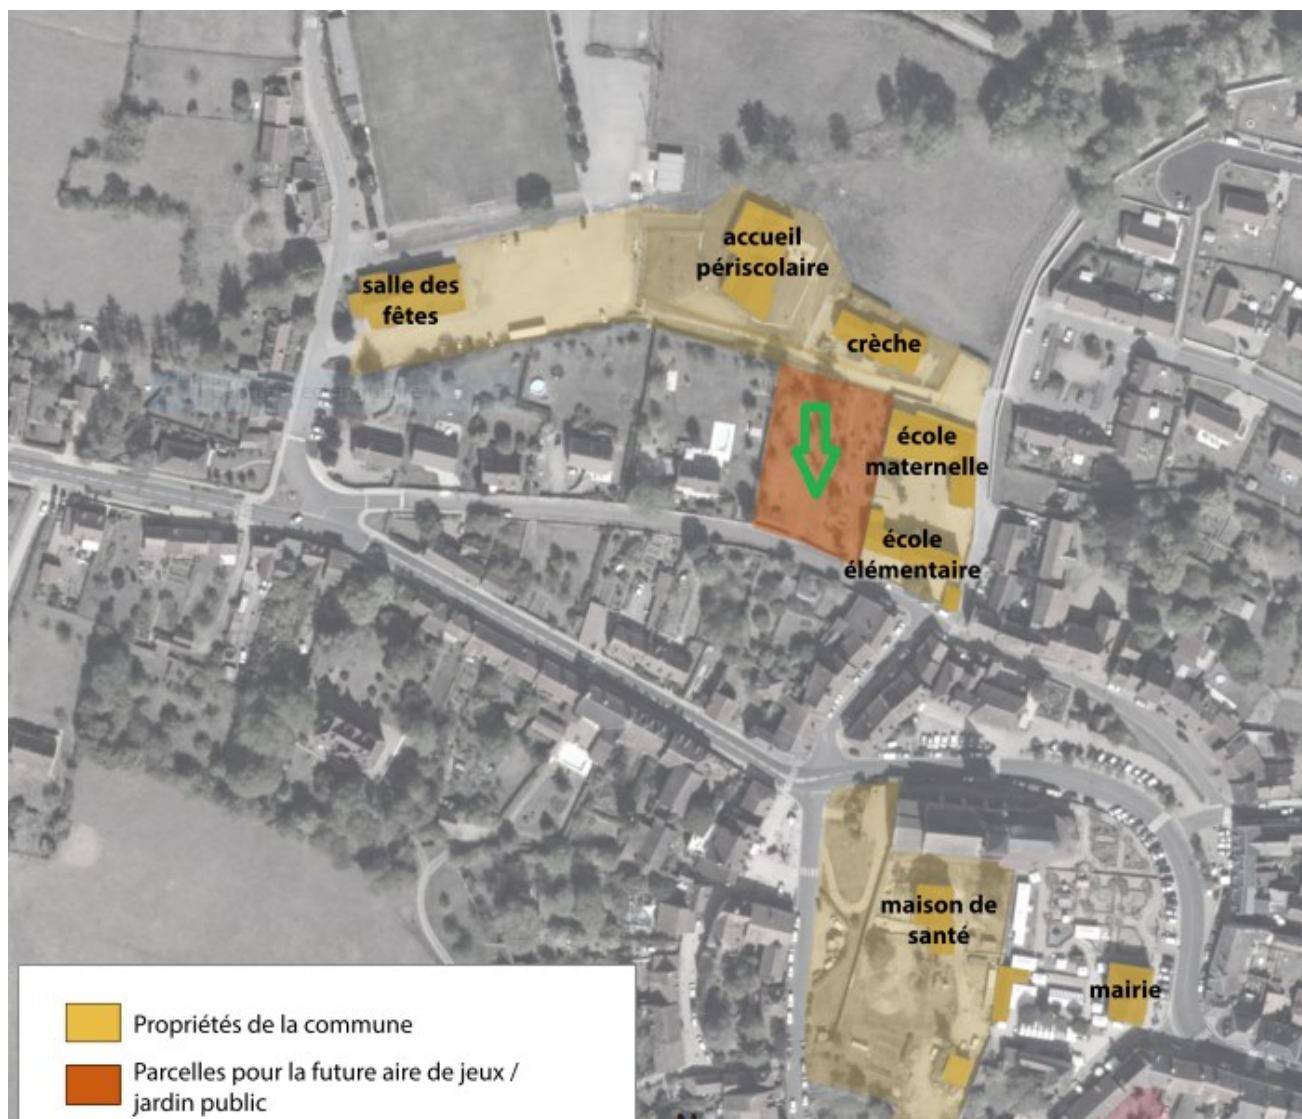 accueil
périscolaire
salle des
fêtes
crèche
école
maternelle
école
élémentaire
maison de
santé
mairie
Propriétés de la commune
Parcelles pour la future aire de jeux /
jardin public